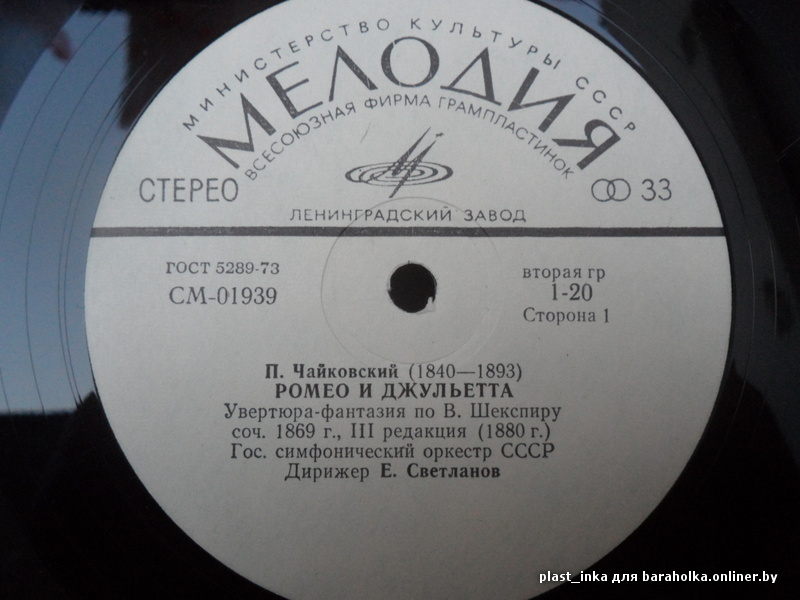 МИНИСТЕРСТВО КУЛЬТУРЫ СССР
МЕЛОДИЯ
ВСЕСОЮЗНАЯ ФИРМА ГРАМПЛАСТИНОК
СТЕРЕО
33
ЛЕНИНГРАДСКИЙ ЗАВОД
ГОСТ 5289-73
СМ-01939
вторая гр
1-20
Сторона 1
П. Чайковский (1840—1893)
РОМЕО И ДЖУЛЬЕТТА
Увертюра-фантазия по В. Шекспиру
соч. 1869 г., III редакция (1880 г.)
Гос. симфонический оркестр СССР
Дирижер Е. Светланов
plast_inka для baraholka.onliner.by